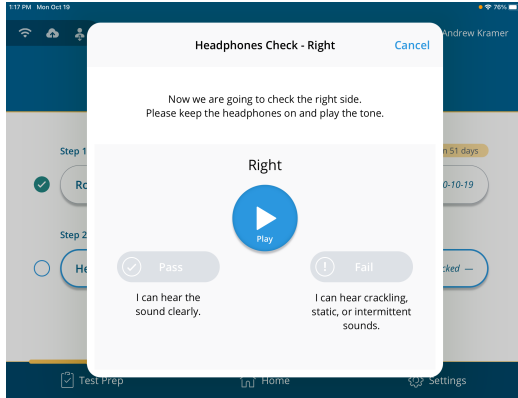 1:17 PM Mon Oct 19
76%
Andrew Kramer
Headphones Check - Right
Cancel
Now we are going to check the right side.
Please keep the headphones on and play the tone.
Step 1
n 51 days
Right
Ro
0-10-19
Play
Step 2
Pass
Fail
He
cked —
I can hear the
sound clearly.
I can hear crackling,
static, or intermittent
sounds.
Test Prep
Home
Settings